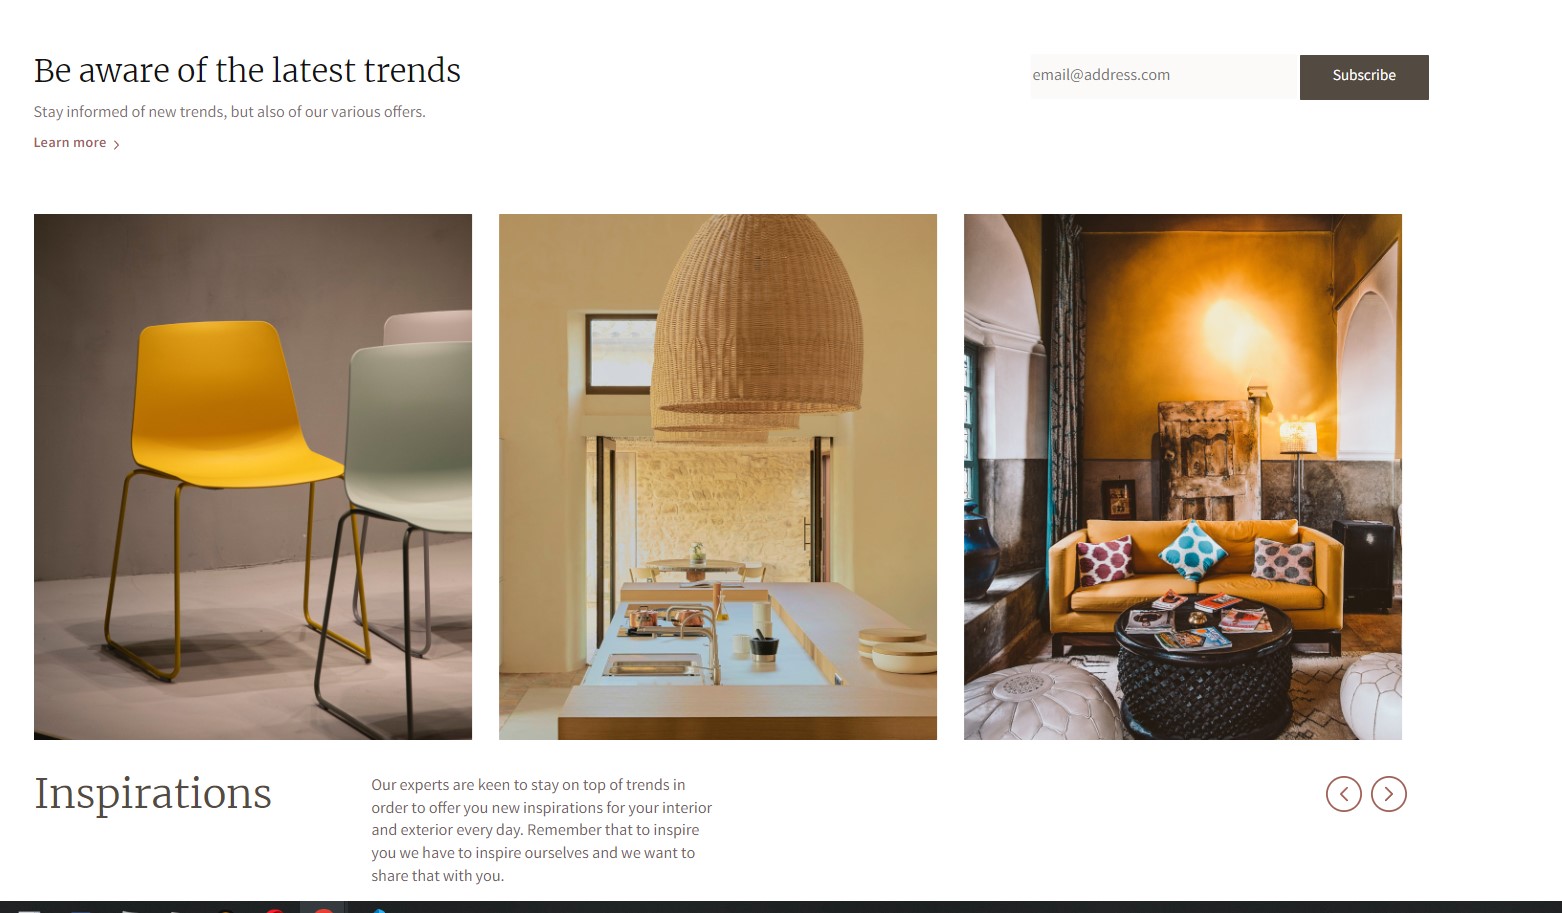 Be aware of the latest trends
Stay informed of new trends, but also of our various offers.
Learn more
email@address.com
Subscribe
Inspirations
Our experts are keen to stay on top of trends in
order to offer you new inspirations for your interior
and exterior every day. Remember that to inspire
you we have to inspire ourselves and we want to
share that with you.